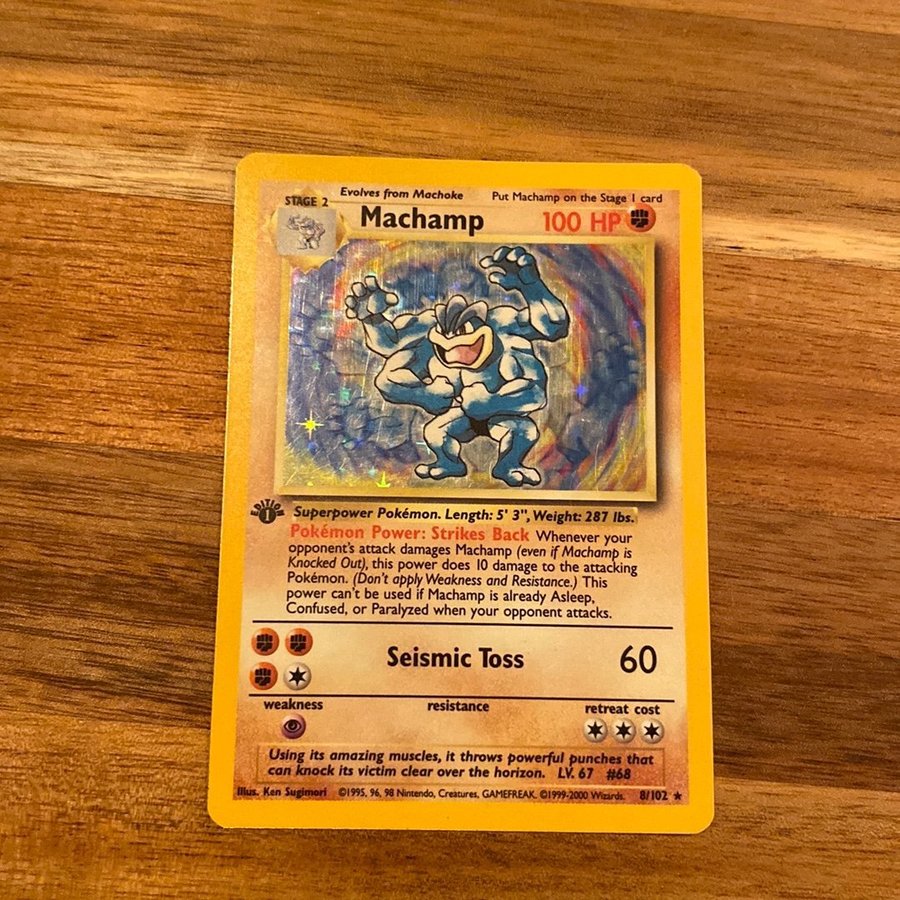 Evolves from Machoke
Put Machamp on the Stage 1 card
STAGE 2
Machamp
100 HP
EDITION
1
Superpower Pokémon. Length: 5' 3", Weight: 287 lbs.
Pokémon Power: Strikes Back Whenever your
opponent's attack damages Machamp (even if Machamp is
Knocked Out), this power does 10 damage to the attacking
Pokémon. (Don't apply Weakness and Resistance.) This
power can't be used if Machamp is already Asleep,
Confused, or Paralyzed when your opponent attacks.
Seismic Toss 60
weakness resistance retreat cost
Using its amazing muscles, it throws powerful punches that
can knock its victim clear over the horizon. LV. 67 #68
Illus. Ken Sugimori ©1995, 96, 98 Nintendo, Creatures, GAMEFREAK. ©1999-2000 Wizards. 8/102 ★